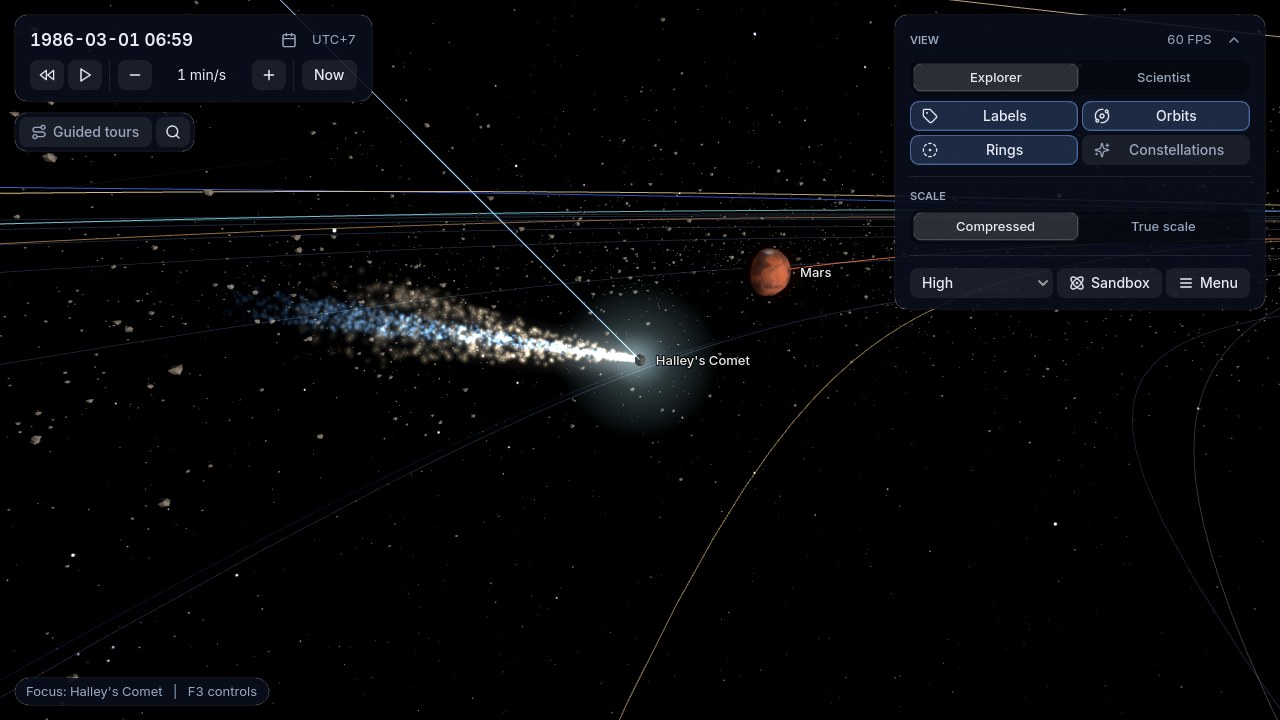 1986-03-01 06:59 UTC+7
1 min/s Now
Guided tours
VIEW 60 FPS
Explorer Scientist
Labels Orbits
Rings Constellations
SCALE
Compressed True scale
High Sandbox Menu
Mars
Halley's Comet
Focus: Halley's Comet | F3 controls